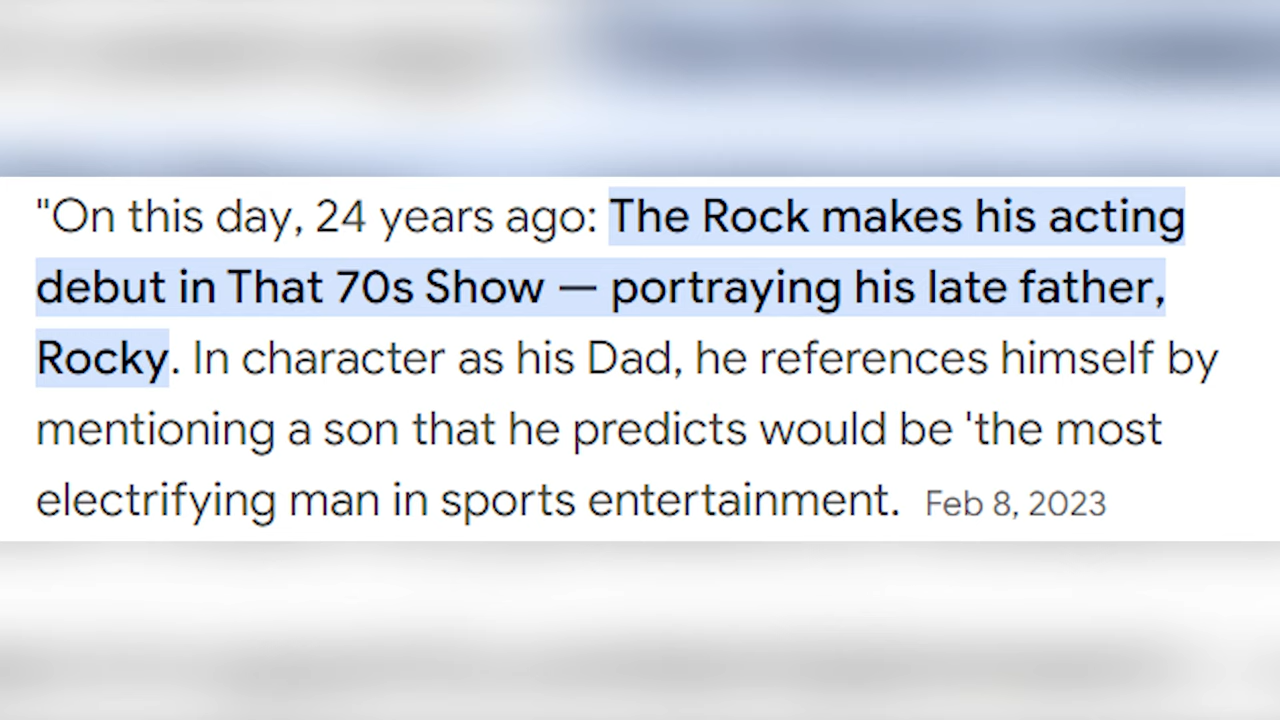 "On this day, 24 years ago: The Rock makes his acting
debut in That 70s Show — portraying his late father,
Rocky. In character as his Dad, he references himself by
mentioning a son that he predicts would be 'the most
electrifying man in sports entertainment. Feb 8, 2023